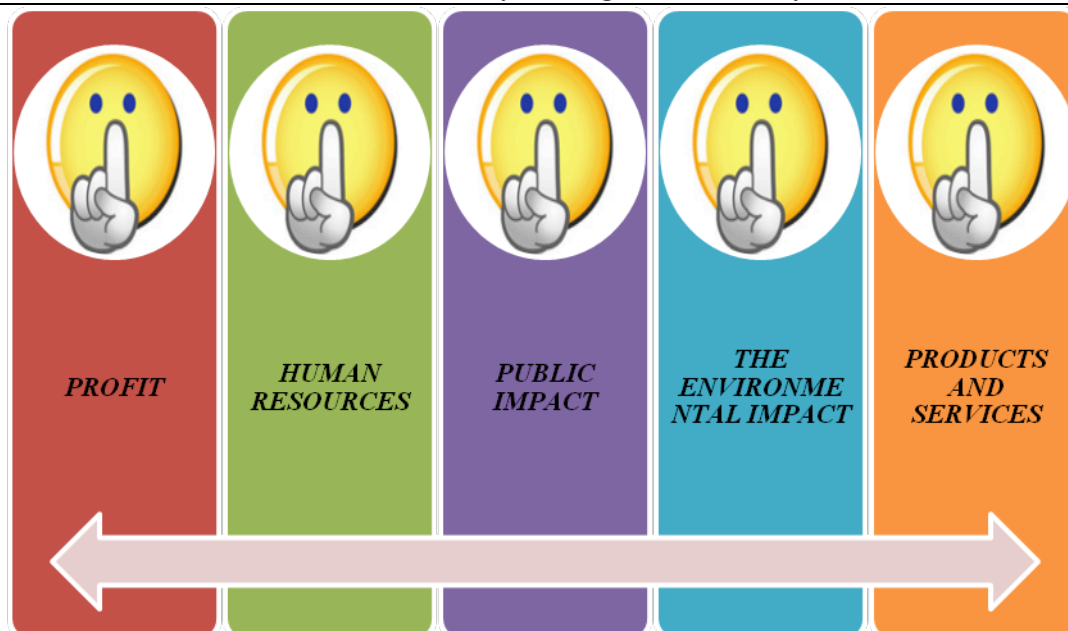 PROFIT
HUMAN
RESOURCES
PUBLIC
IMPACT
THE
ENVIRONME
NTAL IMPACT
PRODUCTS
AND
SERVICES